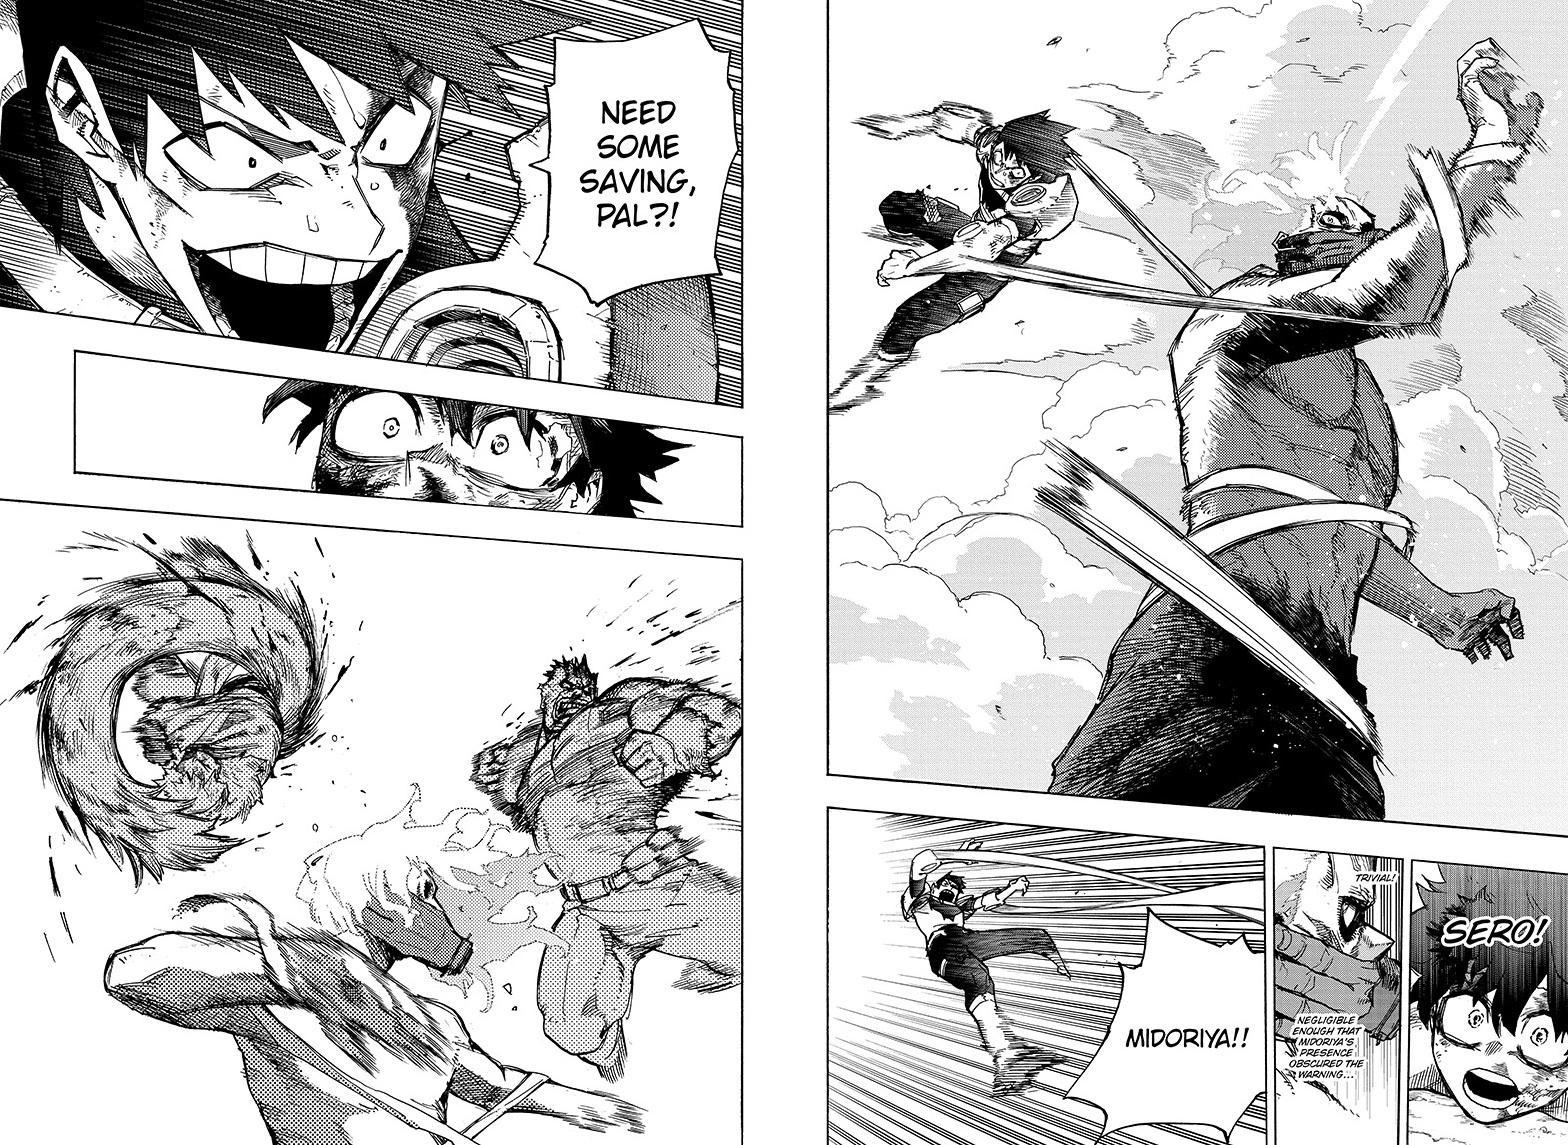 MIDORIYA!!
TRIVIAL!
NEGLIGIBLE
ENOUGH THAT
MIDORIYA'S
PRESENCE
OBSCURED THE
WARNING...
SERO!
NEED
SOME
SAVING,
PAL?!